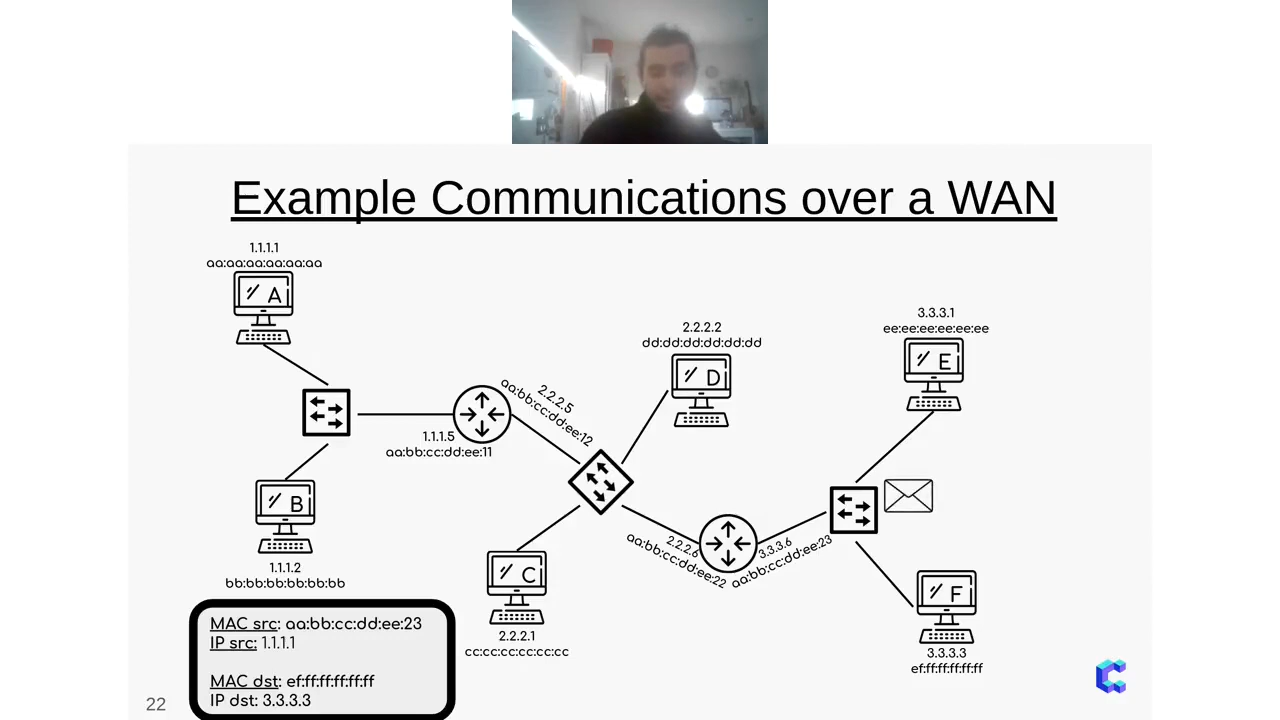 Example Communications over a WAN
1.1.1.1
aa:aa:aa:aa:aa:aa
A
3.3.3.1
ee:ee:ee:ee:ee:ee
E
2.2.2.2
dd:dd:dd:dd:dd:dd
D
2.2.2.5
aa:bb:cc:dd:ee:12
1.1.1.5
aa:bb:cc:dd:ee:11
B
1.1.1.2
bb:bb:bb:bb:bb:bb
2.2.2.6
aa:bb:cc:dd:ee:22
3.3.3.6
aa:bb:cc:dd:ee:23
C
2.2.2.1
cc:cc:cc:cc:cc:cc
F
3.3.3.3
ef:ff:ff:ff:ff:ff
MAC src: aa:bb:cc:dd:ee:23
IP src: 1.1.1.1
MAC dst: ef:ff:ff:ff:ff:ff
IP dst: 3.3.3.3
22